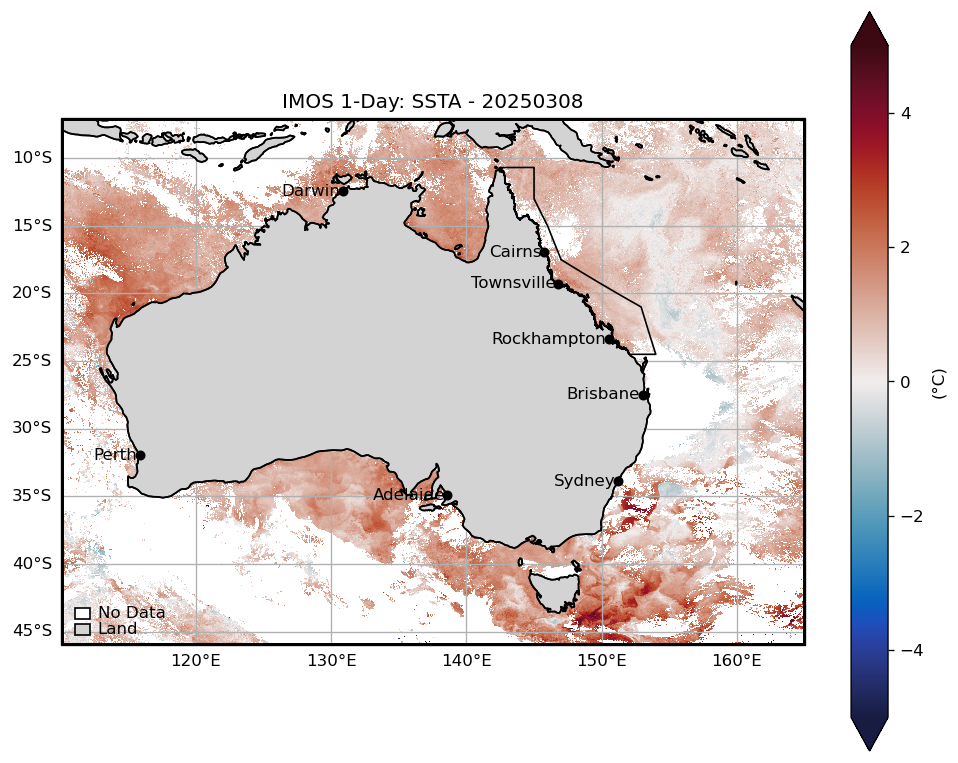 IMOS 1-Day: SSTA - 20250308
10°S
15°S
20°S
25°S
30°S
35°S
40°S
45°S
Darwin
Cairns
Townsville
Rockhampton
Brisbane
Perth
Sydney
Adelaide
No Data
Land
120°E
130°E
140°E
150°E
160°E
4
2
0
−2
−4
(°C)